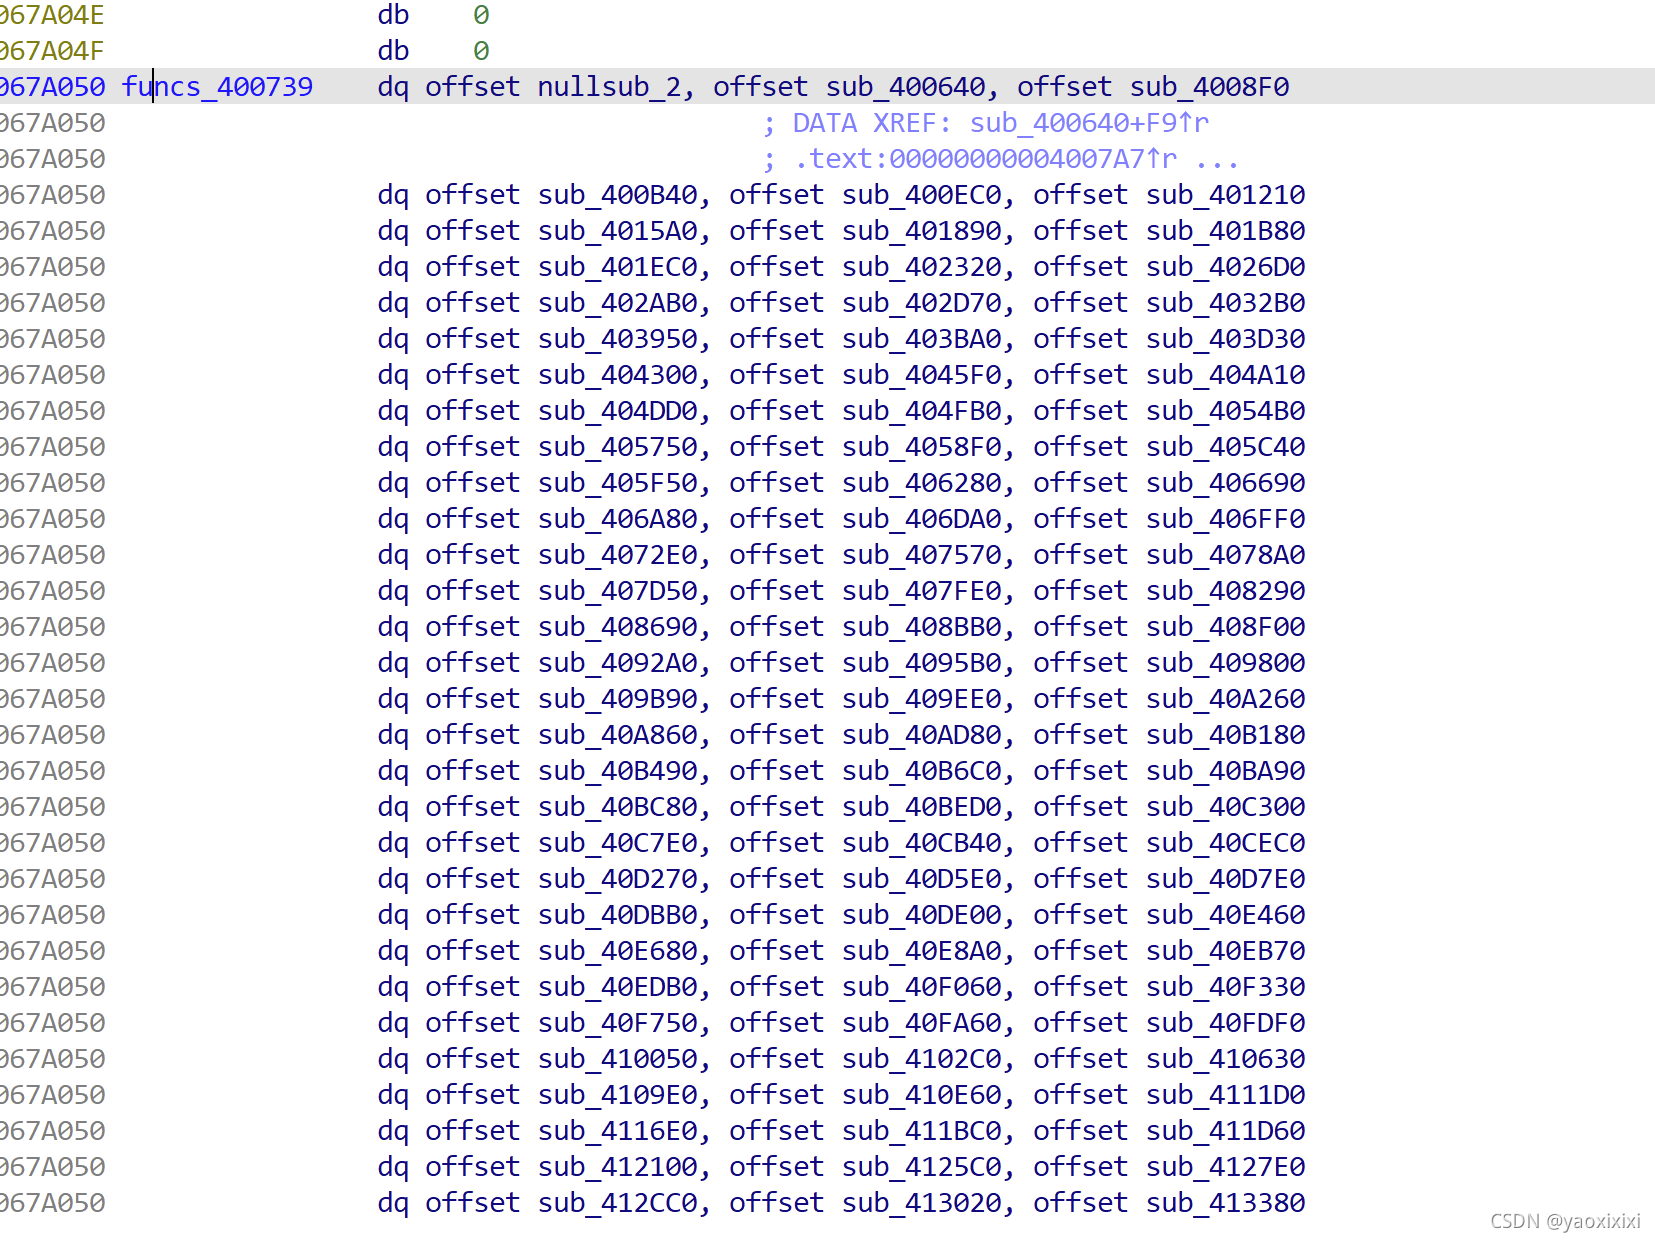 067A04E db 0
067A04F db 0
067A050 funcs_400739 dq offset nullsub_2, offset sub_400640, offset sub_4008F0
067A050 ; DATA XREF: sub_400640+F9↑r
067A050 ; .text:00000000004007A7↑r ...
067A050 dq offset sub_400B40, offset sub_400EC0, offset sub_401210
067A050 dq offset sub_4015A0, offset sub_401890, offset sub_401B80
067A050 dq offset sub_401EC0, offset sub_402320, offset sub_4026D0
067A050 dq offset sub_402AB0, offset sub_402D70, offset sub_4032B0
067A050 dq offset sub_403950, offset sub_403BA0, offset sub_403D30
067A050 dq offset sub_404300, offset sub_4045F0, offset sub_404A10
067A050 dq offset sub_404DD0, offset sub_404FB0, offset sub_4054B0
067A050 dq offset sub_405750, offset sub_4058F0, offset sub_405C40
067A050 dq offset sub_405F50, offset sub_406280, offset sub_406690
067A050 dq offset sub_406A80, offset sub_406DA0, offset sub_406FF0
067A050 dq offset sub_4072E0, offset sub_407570, offset sub_4078A0
067A050 dq offset sub_407D50, offset sub_407FE0, offset sub_408290
067A050 dq offset sub_408690, offset sub_408BB0, offset sub_408F00
067A050 dq offset sub_4092A0, offset sub_4095B0, offset sub_409800
067A050 dq offset sub_409B90, offset sub_409EE0, offset sub_40A260
067A050 dq offset sub_40A860, offset sub_40AD80, offset sub_40B180
067A050 dq offset sub_40B490, offset sub_40B6C0, offset sub_40BA90
067A050 dq offset sub_40BC80, offset sub_40BED0, offset sub_40C300
067A050 dq offset sub_40C7E0, offset sub_40CB40, offset sub_40CEC0
067A050 dq offset sub_40D270, offset sub_40D5E0, offset sub_40D7E0
067A050 dq offset sub_40DBB0, offset sub_40DE00, offset sub_40E460
067A050 dq offset sub_40E680, offset sub_40E8A0, offset sub_40EB70
067A050 dq offset sub_40EDB0, offset sub_40F060, offset sub_40F330
067A050 dq offset sub_40F750, offset sub_40FA60, offset sub_40FDF0
067A050 dq offset sub_410050, offset sub_4102C0, offset sub_410630
067A050 dq offset sub_4109E0, offset sub_410E60, offset sub_4111D0
067A050 dq offset sub_4116E0, offset sub_411BC0, offset sub_411D60
067A050 dq offset sub_412100, offset sub_4125C0, offset sub_4127E0
067A050 dq offset sub_412CC0, offset sub_413020, offset sub_413380
CSDN @yaoxixixi